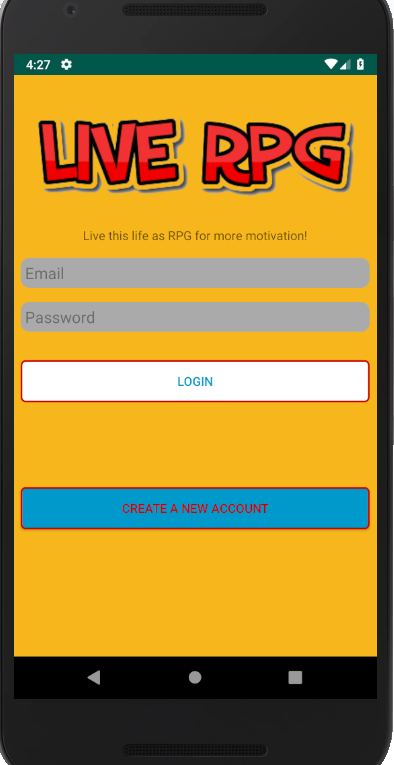 4:27
LIVE RPG
Live this life as RPG for more motivation!
Email
Password
LOGIN
CREATE A NEW ACCOUNT